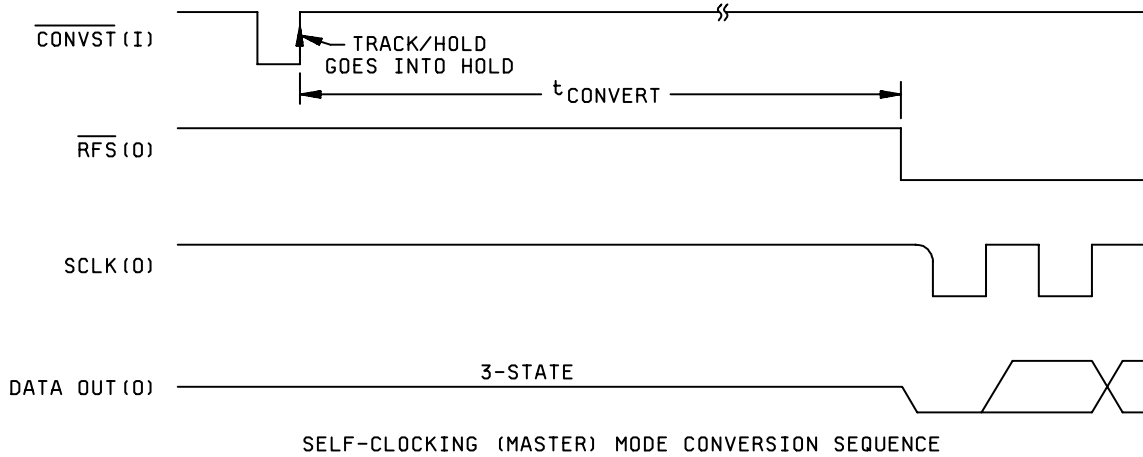 CONVST(I)
TRACK/HOLD
GOES INTO HOLD
tCONVERT
RFS(O)
SCLK(O)
3-STATE
DATA OUT(O)
SELF-CLOCKING (MASTER) MODE CONVERSION SEQUENCE